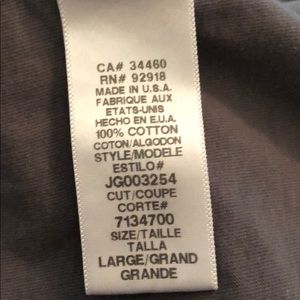 CA# 34460
RN# 92918
MADE IN U.S.A.
FABRIQUE AUX
ETATS-UNIS
HECHO EN E.U.A.
100% COTTON
COTON/ALGODON
STYLE/MODELE
ESTILO#
JG003254
CUT/COUPE
CORTE#
7134700
SIZE/TAILLE
TALLA
LARGE/GRAND
GRANDE